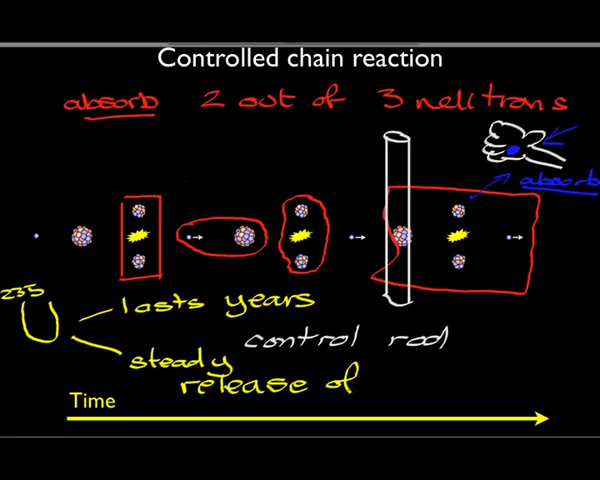 Controlled chain reaction
absorb 2 out of 3 neutrons
absorb
235
U
lasts years
control rod
steady
release of
Time